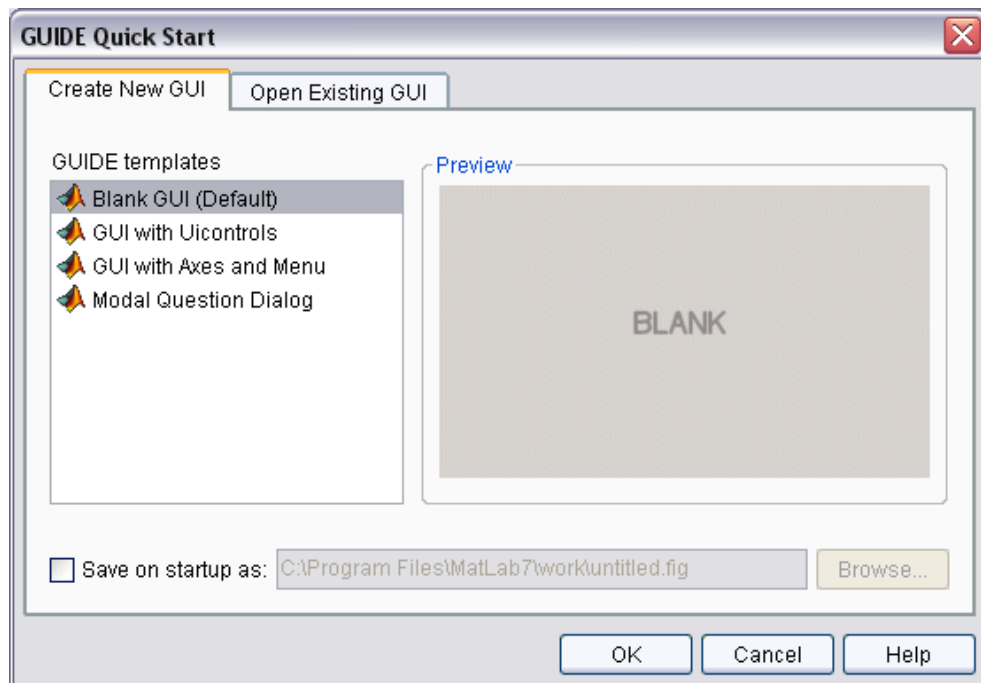 GUIDE Quick Start
Create New GUI
Open Existing GUI
GUIDE templates
Blank GUI (Default)
GUI with Uicontrols
GUI with Axes and Menu
Modal Question Dialog
Preview
BLANK
Save on startup as: C:\Program Files\MatLab7\work\untitled.fig Browse...
OK Cancel Help